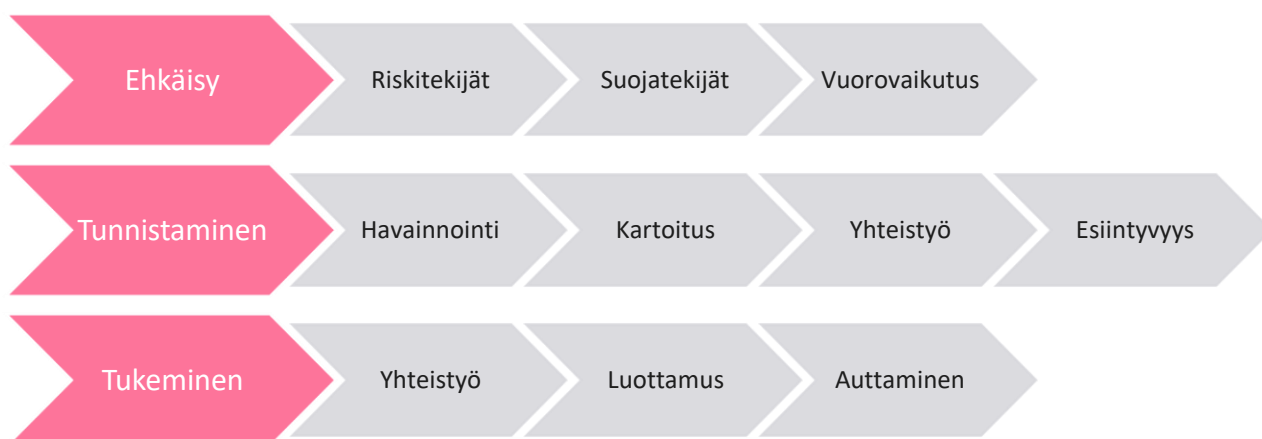 Ehkäisy
Riskitekijät
Suojatekijät
Vuorovaikutus
Tunnistaminen
Havainnointi
Kartoitus
Yhteistyö
Esiintyvyys
Tukeminen
Yhteistyö
Luottamus
Auttaminen